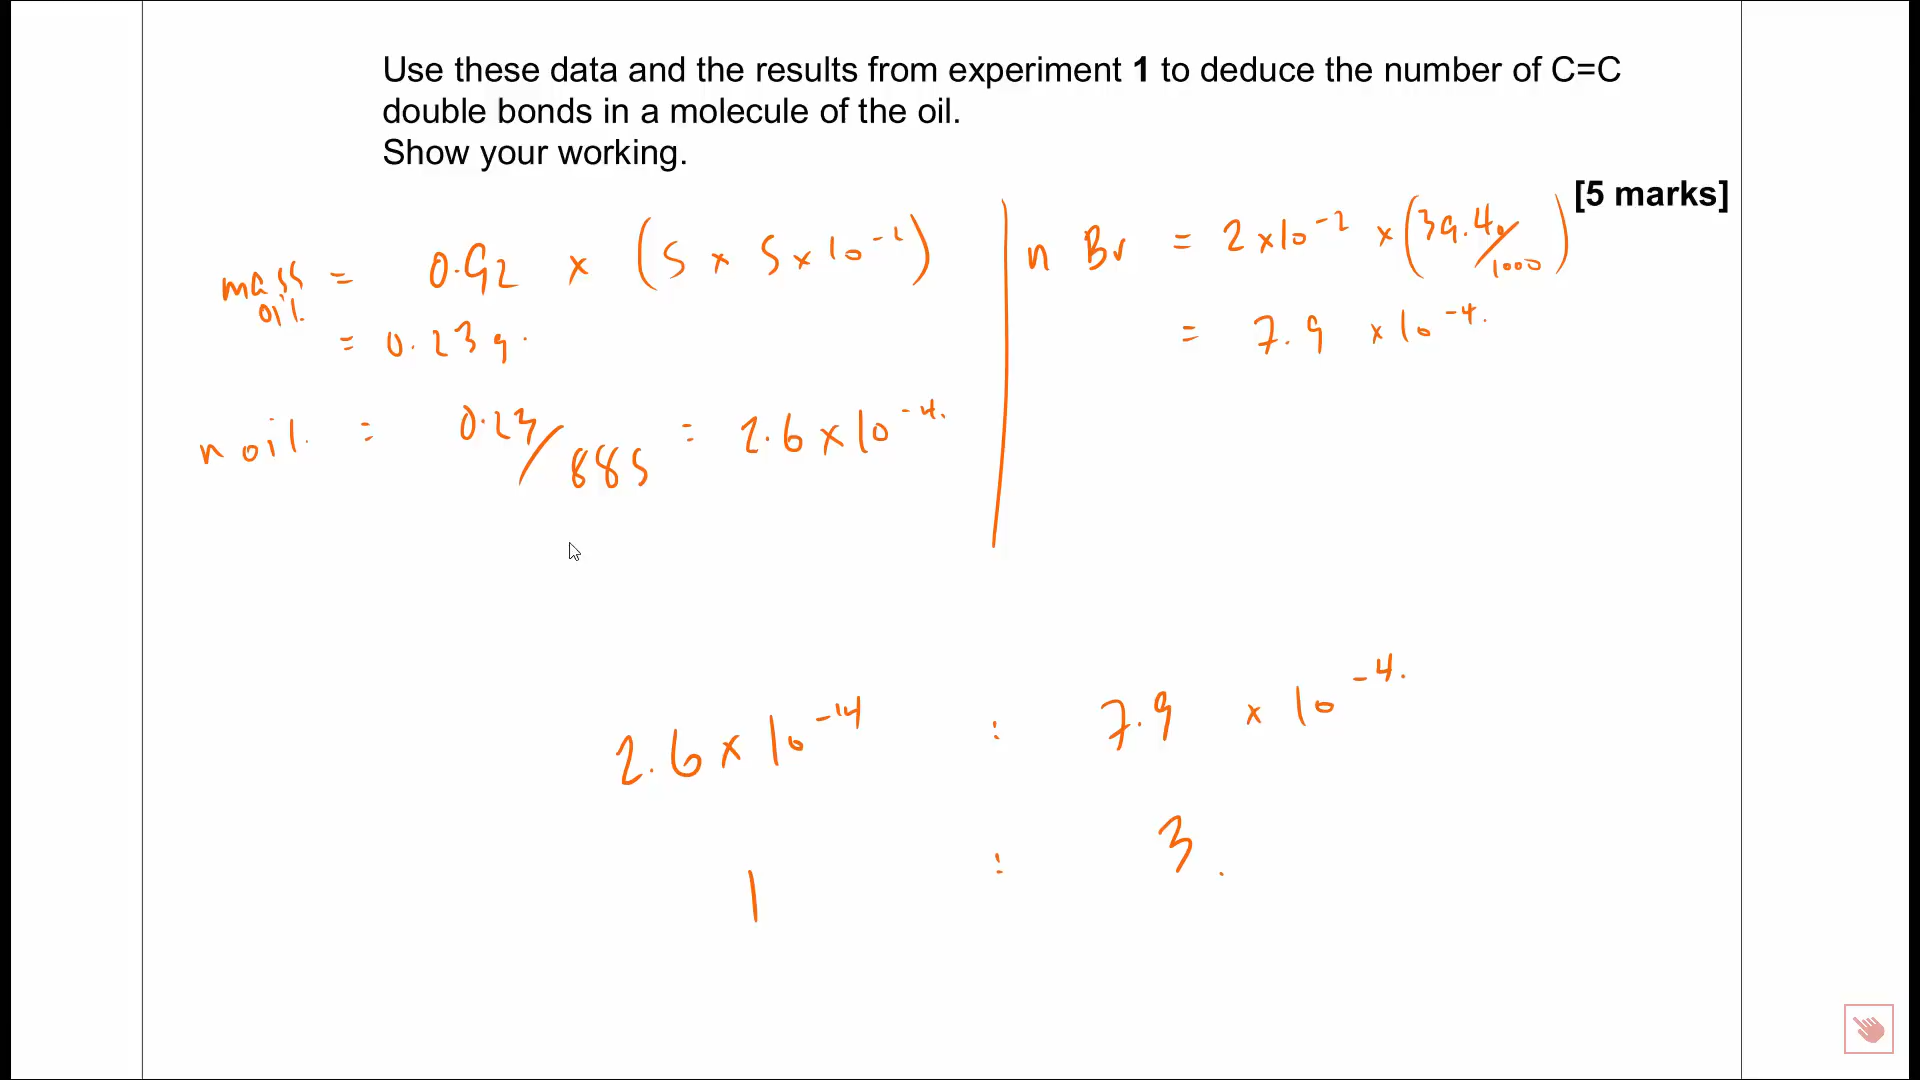 Use these data and the results from experiment 1 to deduce the number of C=C
double bonds in a molecule of the oil.
Show your working.
[5 marks]
mass oil = 0.92 × (5 × 5×10⁻²)
= 0.23g.
n oil. = 0.23/885 = 2.6×10⁻⁴.
n Br = 2×10⁻² × (39.4/1000)
= 7.9 ×10⁻⁴.
2.6×10⁻¹⁴ : 7.9 × 10⁻⁴.
1 : 3.